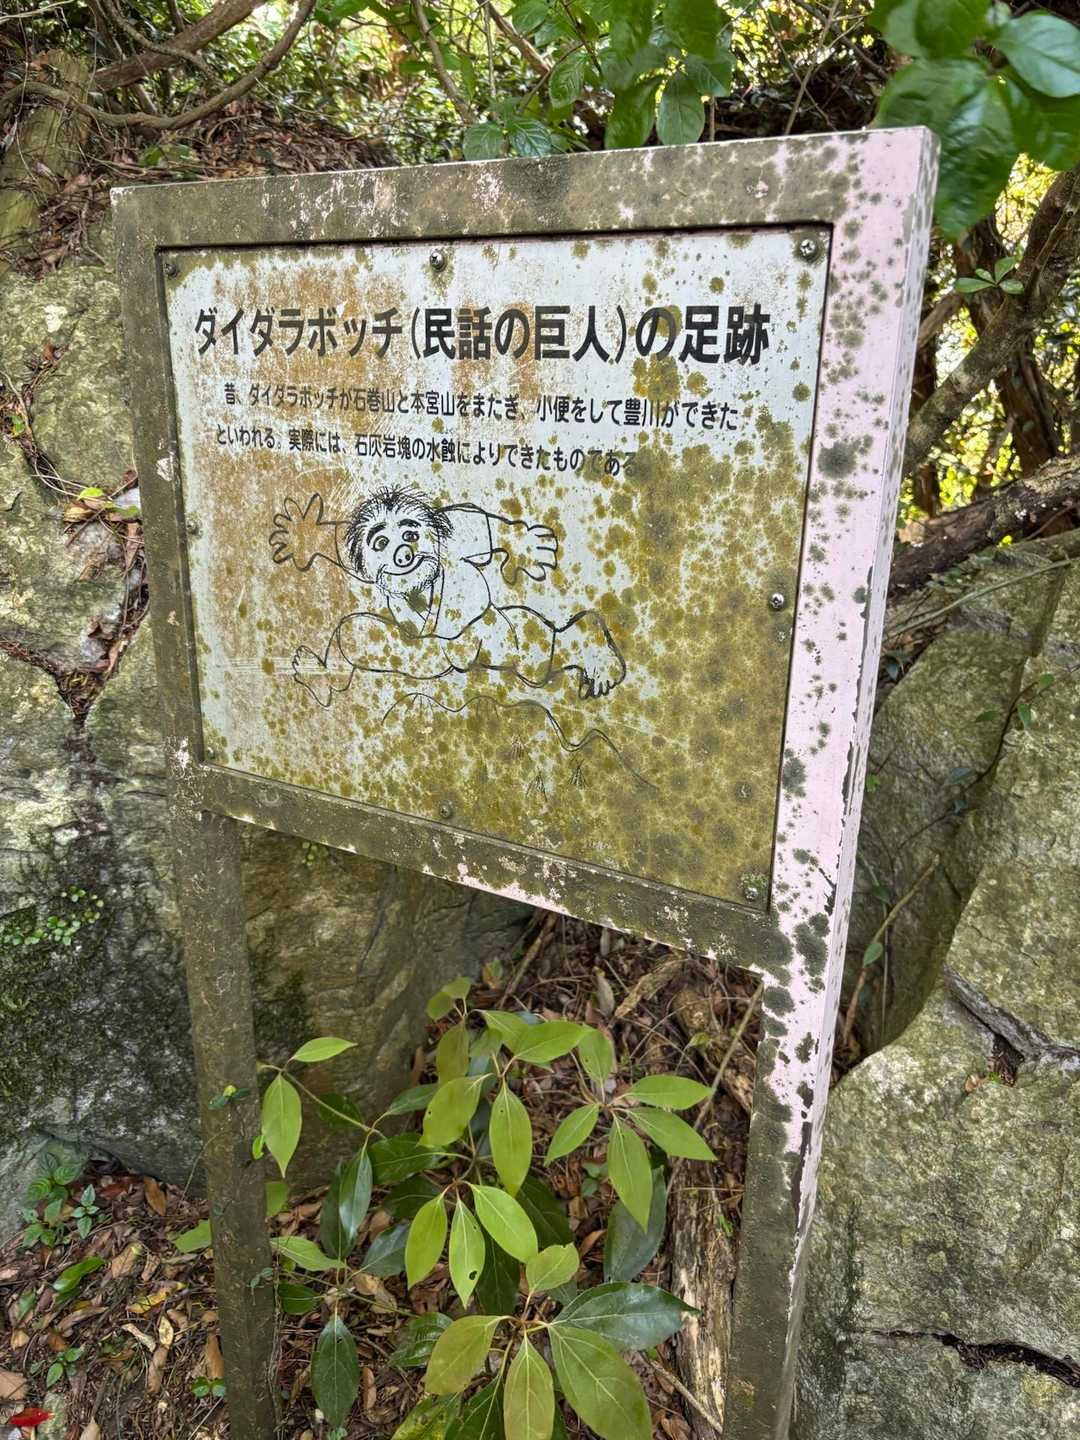 ダイダラボッチ(民話の巨人)の足跡
昔、ダイダラボッチが石巻山と本宮山をまたぎ、小便をして豊川ができた
といわれる。実際には、石灰岩塊の水蝕によりできたものである